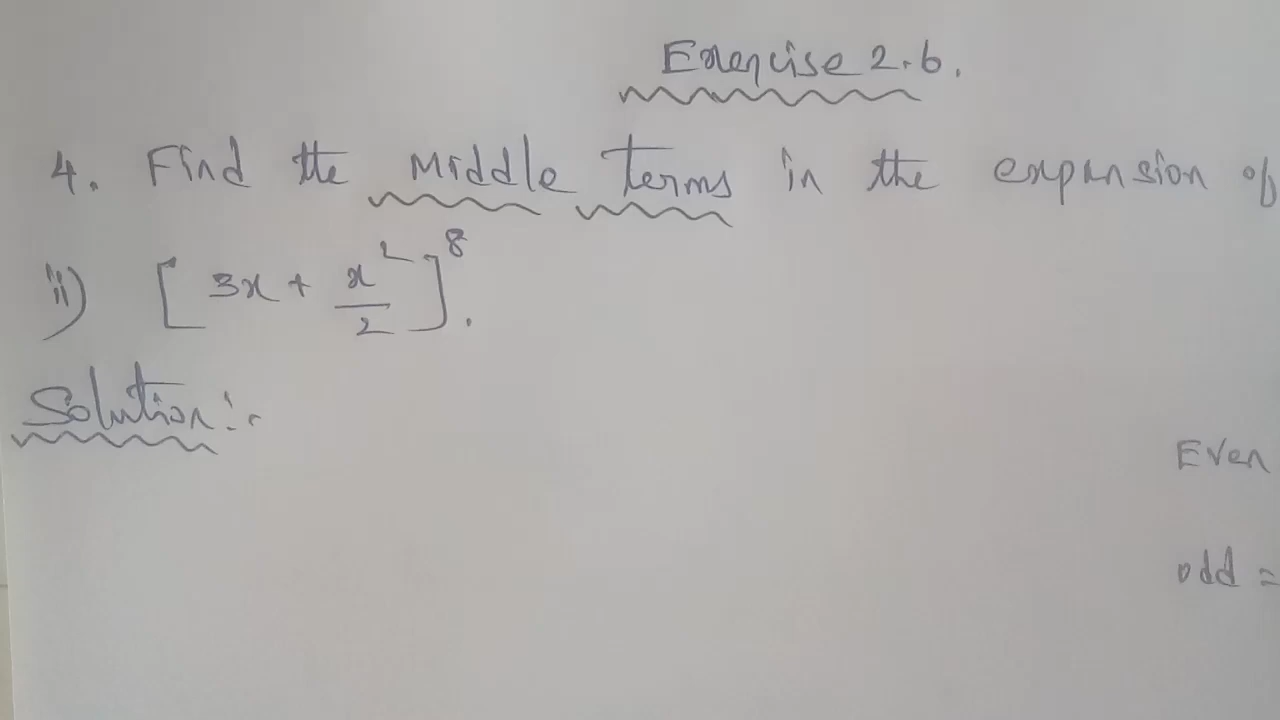 Exercise 2.6.
4. Find the Middle terms in the expansion of
ii) [3x + x²/2]⁸.
Solution:-
Even
odd =